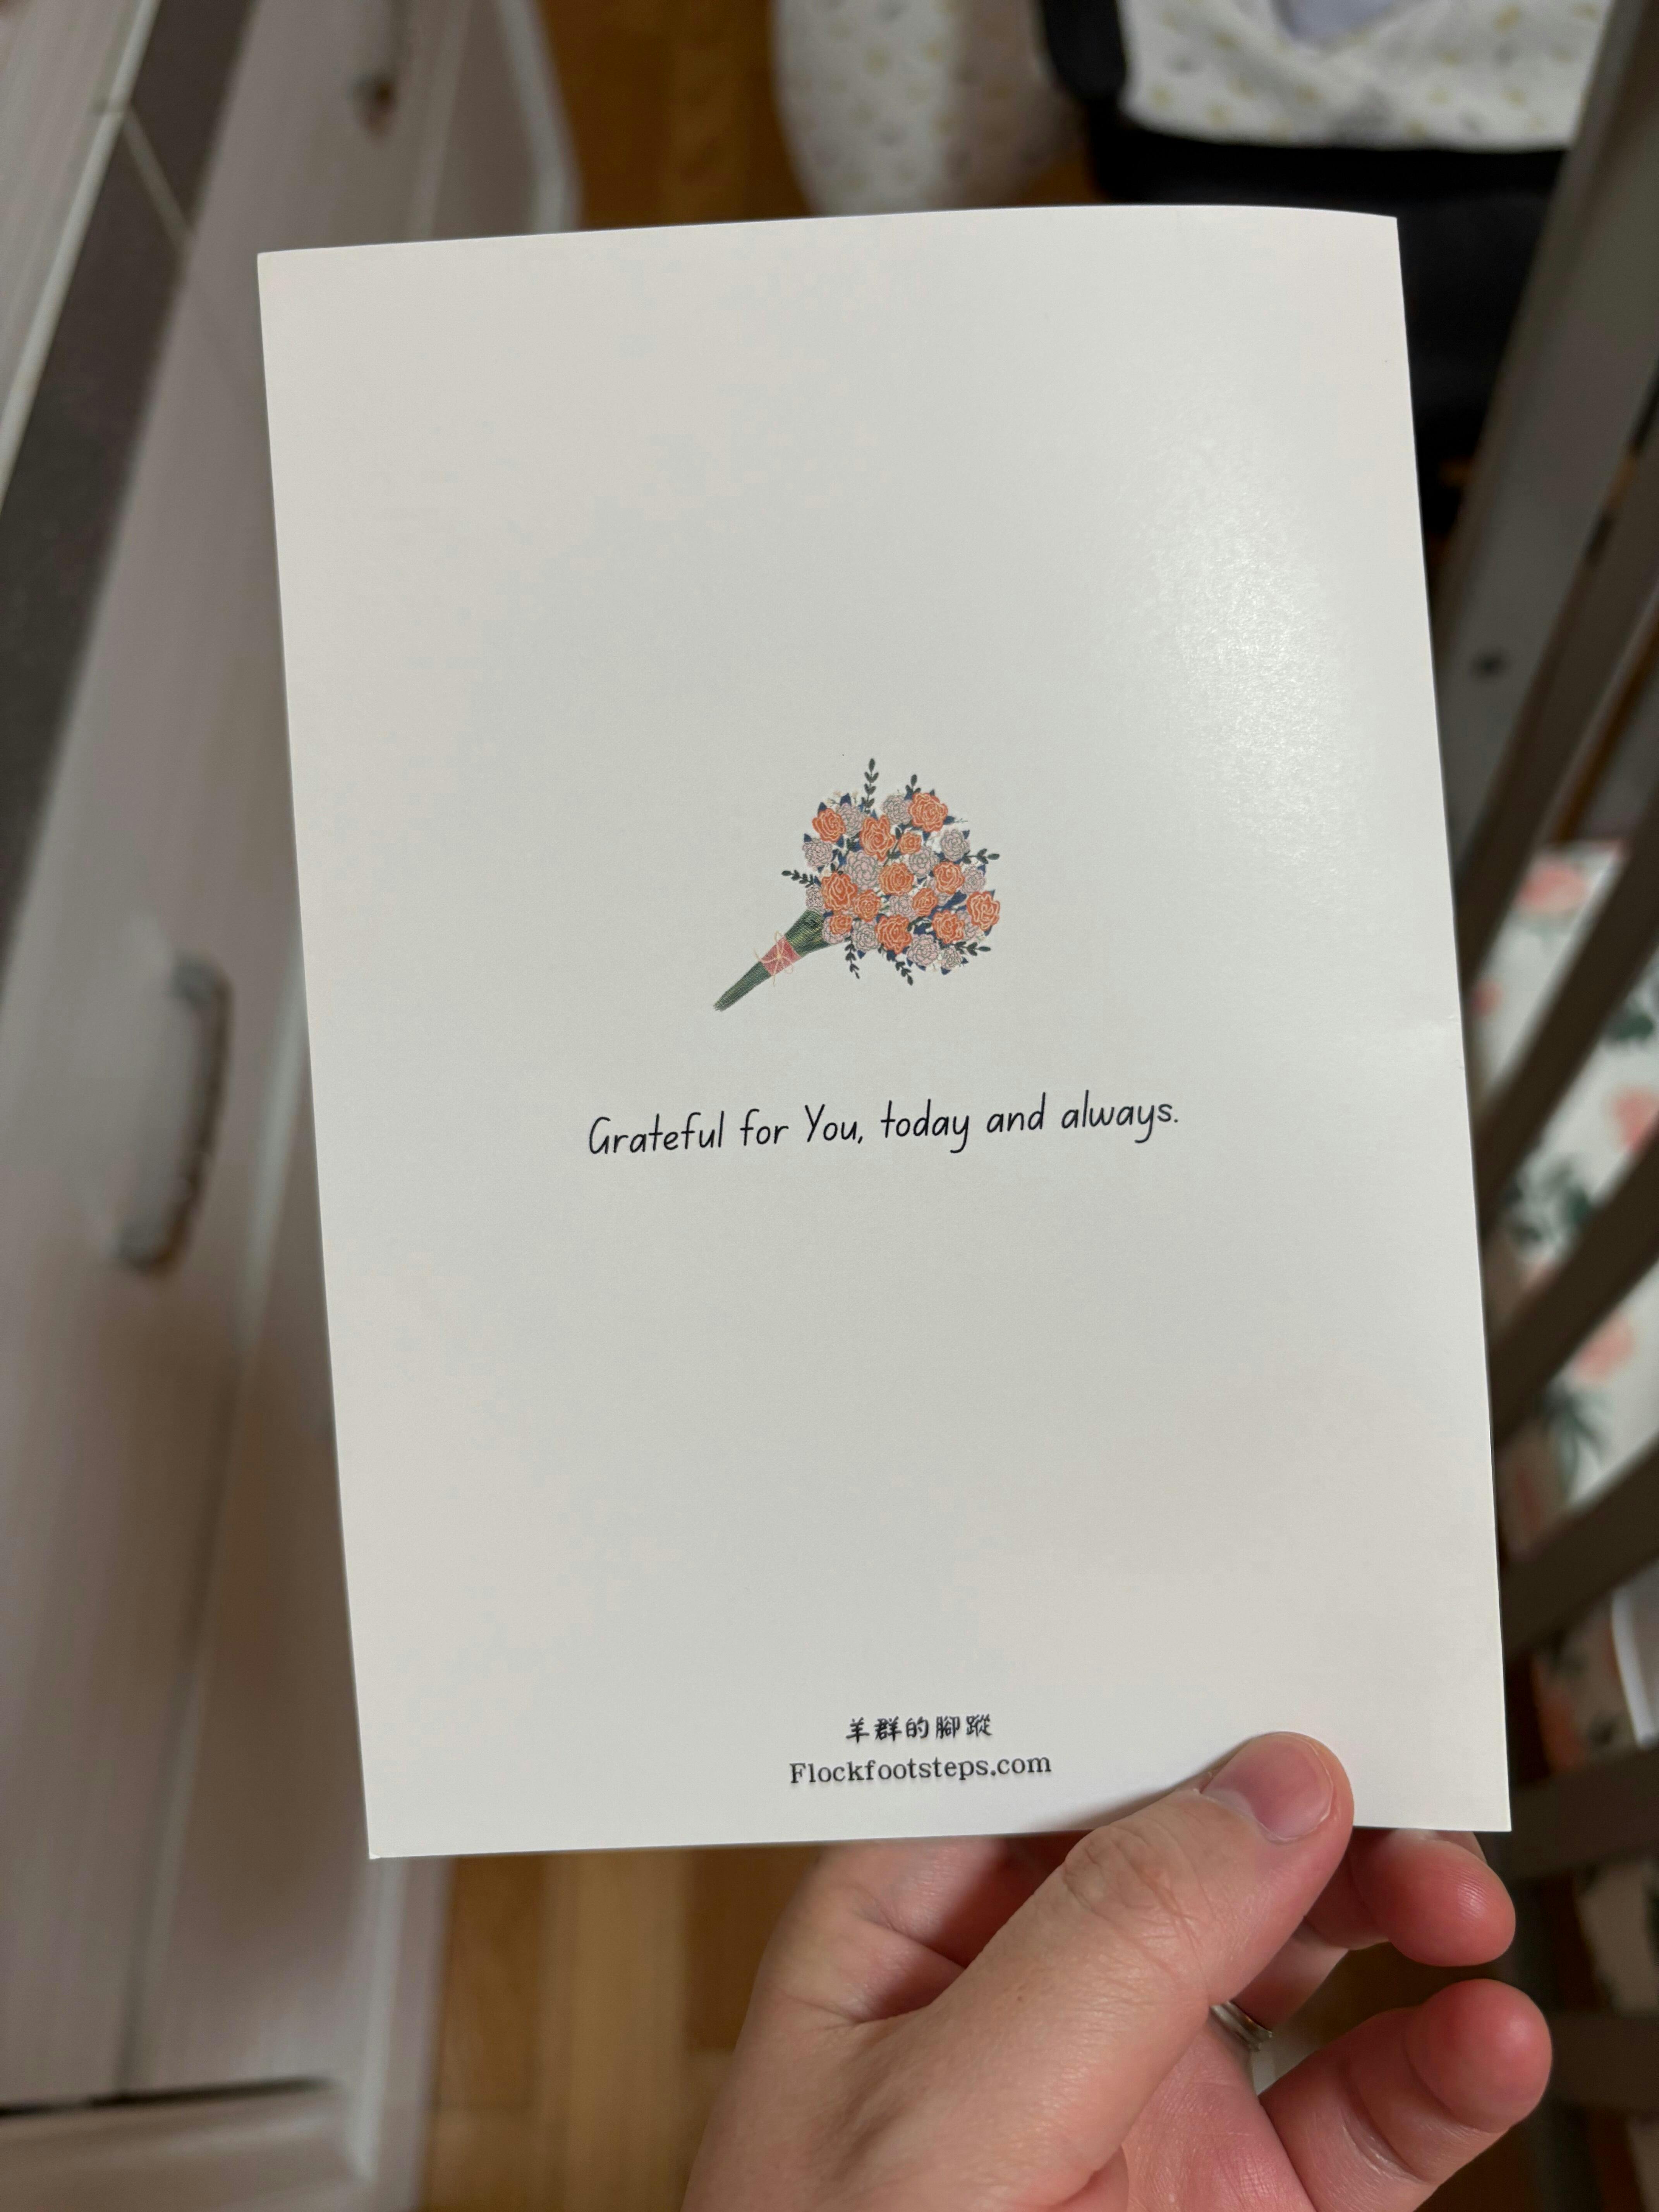 Grateful for You, today and always.
羊群的腳蹤
Flockfootsteps.com